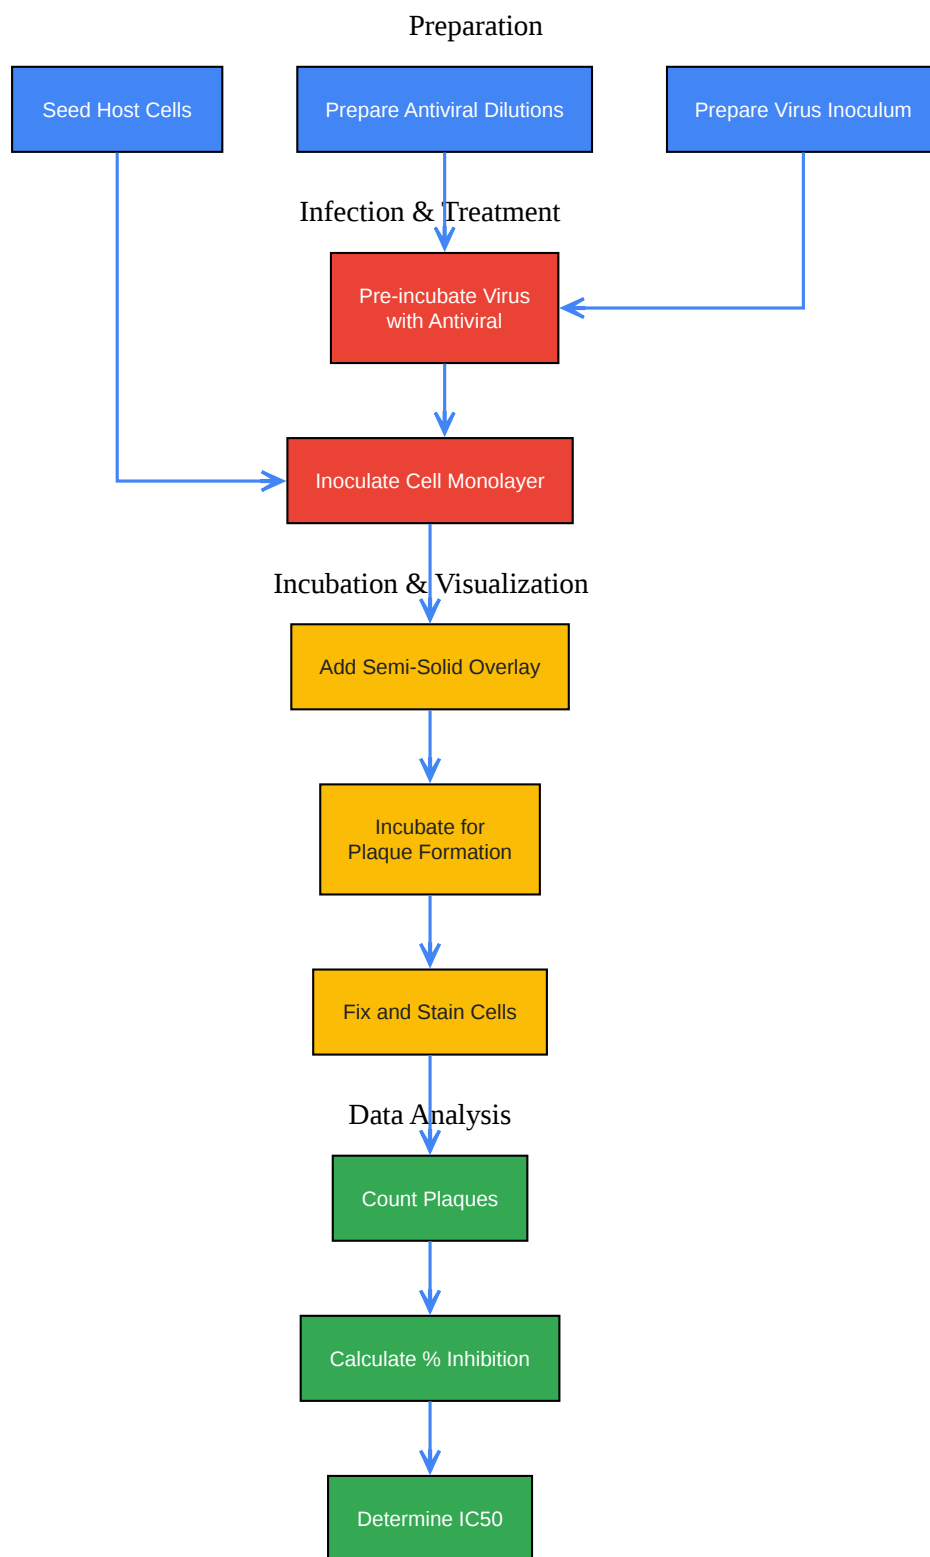 Preparation
Seed Host Cells
Prepare Antiviral Dilutions
Prepare Virus Inoculum
Infection & Treatment
Pre-incubate Virus
with Antiviral
Inoculate Cell Monolayer
Incubation & Visualization
Add Semi-Solid Overlay
Incubate for
Plaque Formation
Fix and Stain Cells
Data Analysis
Count Plaques
Calculate % Inhibition
Determine IC50